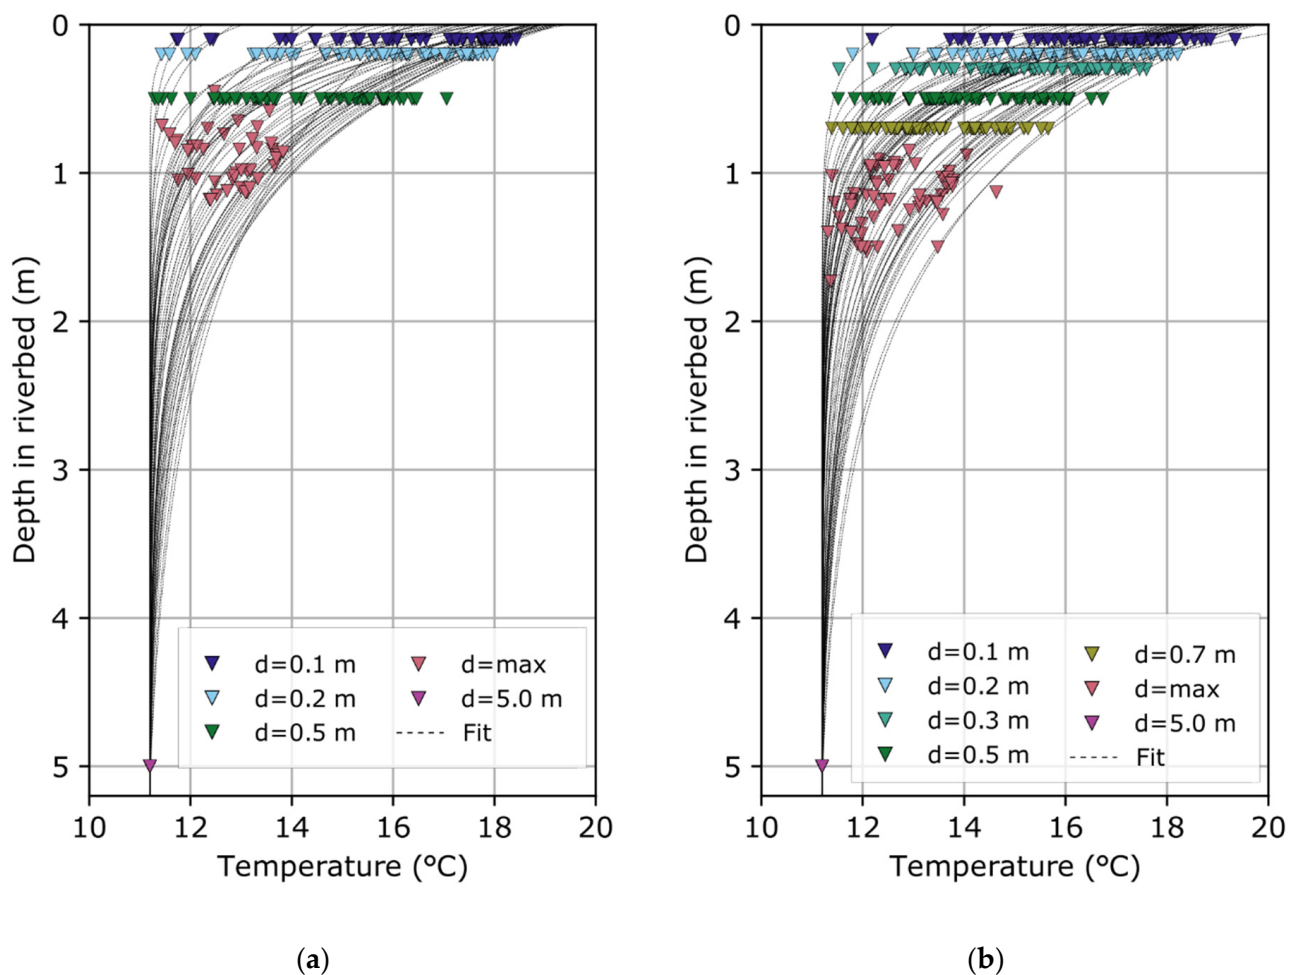 0
1
2
3
4
5
Depth in riverbed (m)
d=0.1 m
d=0.2 m
d=0.5 m
d=max
d=5.0 m
Fit
10 12 14 16 18 20
Temperature (°C)
(a)
0
1
2
3
4
5
Depth in riverbed (m)
d=0.1 m
d=0.2 m
d=0.3 m
d=0.5 m
d=0.7 m
d=max
d=5.0 m
Fit
10 12 14 16 18 20
Temperature (°C)
(b)